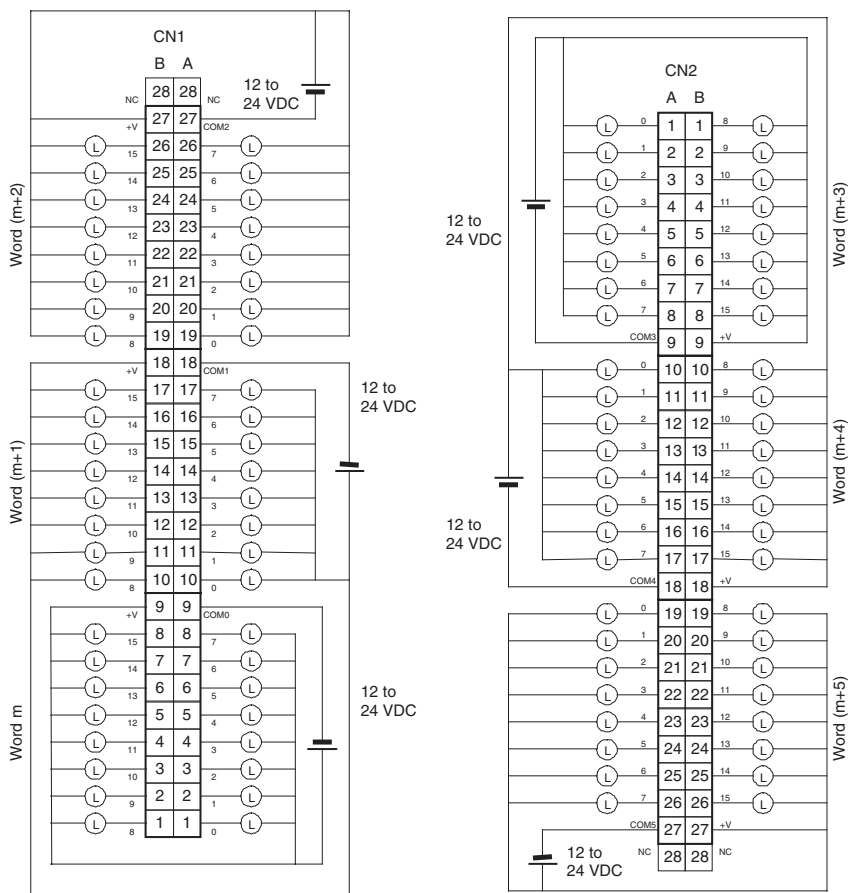 CN1
B A
28 28
NC NC
12 to
24 VDC
27 27
+V COM2
L 26 26 L
15 7
L 25 25 L
14 6
L 24 24 L
13 5
L 23 23 L
12 4
L 22 22 L
11 3
L 21 21 L
10 2
L 20 20 L
9 1
L 19 19 L
8 0
Word (m+2)
18 18
+V COM1
L 17 17 L
15 7
L 16 16 L
14 6
L 15 15 L
13 5
L 14 14 L
12 4
L 13 13 L
11 3
L 12 12 L
10 2
L 11 11 L
9 1
L 10 10 L
8 0
Word (m+1)
12 to
24 VDC
9 9
+V COM0
L 8 8 L
15 7
L 7 7 L
14 6
L 6 6 L
13 5
L 5 5 L
12 4
L 4 4 L
11 3
L 3 3 L
10 2
L 2 2 L
9 1
L 1 1 L
8 0
Word m
12 to
24 VDC
CN2
A B
L 0 1 1 8 L
L 1 2 2 9 L
L 2 3 3 10 L
L 3 4 4 11 L
L 4 5 5 12 L
L 5 6 6 13 L
L 6 7 7 14 L
L 7 8 8 15 L
COM3 9 9 +V
12 to
24 VDC
Word (m+3)
L 0 10 10 8 L
L 1 11 11 9 L
L 2 12 12 10 L
L 3 13 13 11 L
L 4 14 14 12 L
L 5 15 15 13 L
L 6 16 16 14 L
L 7 17 17 15 L
COM4 18 18 +V
12 to
24 VDC
Word (m+4)
L 0 19 19 8 L
L 1 20 20 9 L
L 2 21 21 10 L
L 3 22 22 11 L
L 4 23 23 12 L
L 5 24 24 13 L
L 6 25 25 14 L
L 7 26 26 15 L
COM5 27 27 +V
NC 28 28 NC
12 to
24 VDC
Word (m+5)